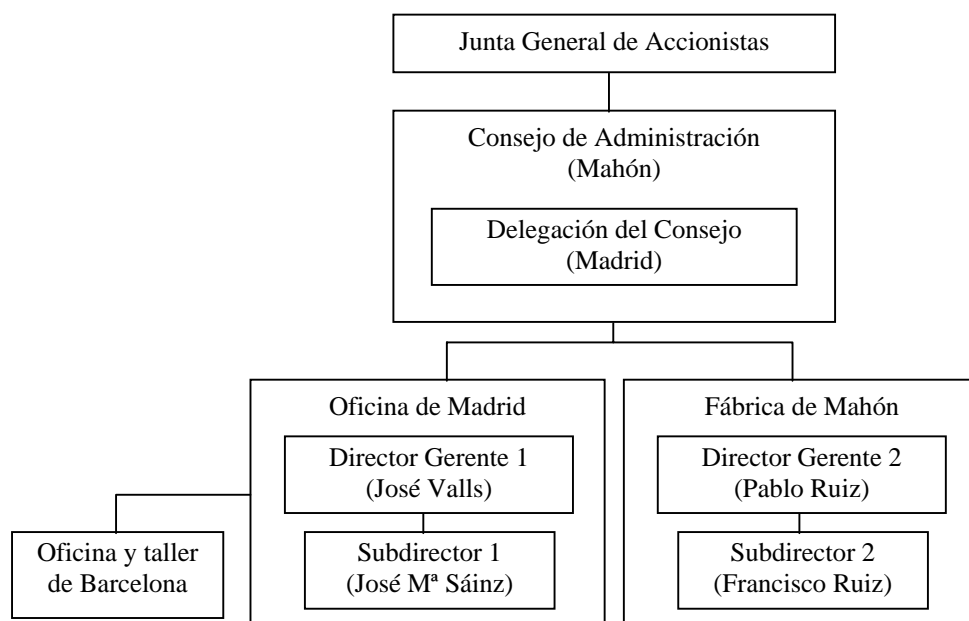 Junta General de Accionistas
Consejo de Administración
(Mahón)
Delegación del Consejo
(Madrid)
Oficina de Madrid
Director Gerente 1
(José Valls)
Subdirector 1
(José Mª Sáinz)
Oficina y taller
de Barcelona
Fábrica de Mahón
Director Gerente 2
(Pablo Ruiz)
Subdirector 2
(Francisco Ruiz)